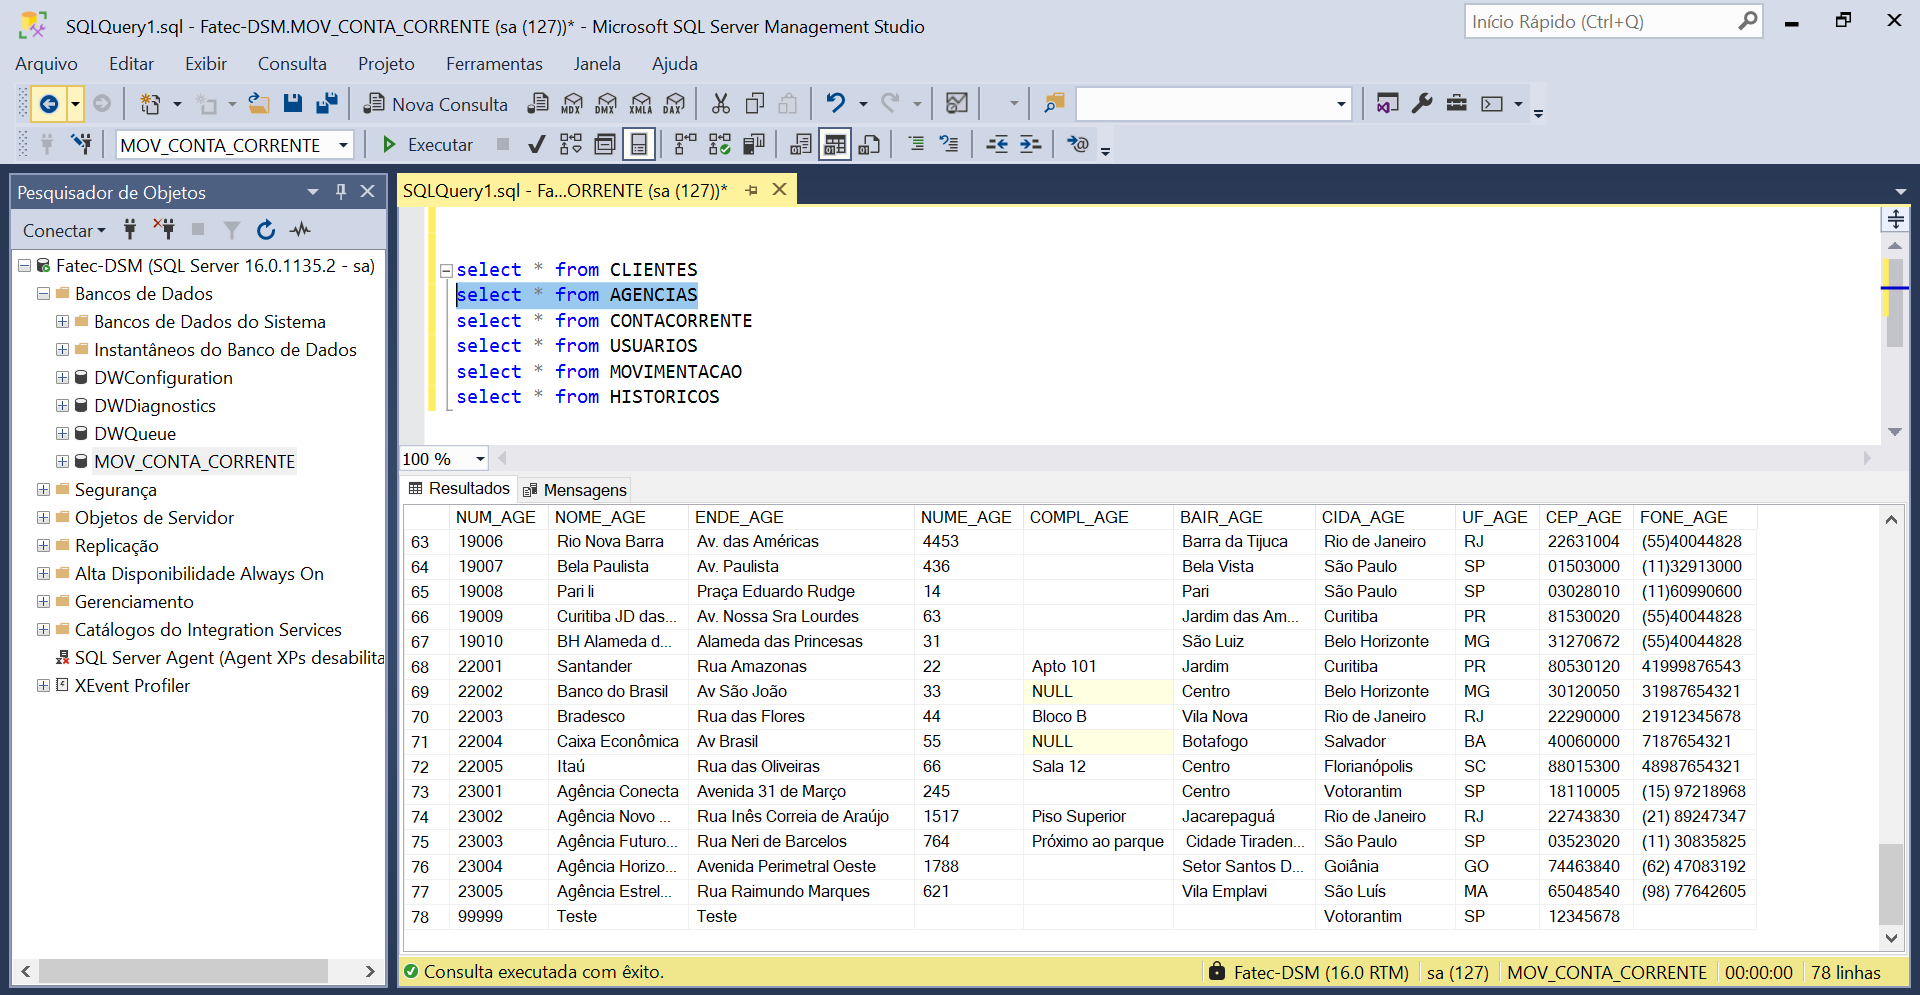 SQLQuery1.sql - Fatec-DSM.MOV_CONTA_CORRENTE (sa (127))* - Microsoft SQL Server Management Studio
Início Rápido (Ctrl+Q)
Arquivo Editar Exibir Consulta Projeto Ferramentas Janela Ajuda
Nova Consulta MDX DMX XMLA DAX
MOV_CONTA_CORRENTE Executar
Pesquisador de Objetos
Conectar
Fatec-DSM (SQL Server 16.0.1135.2 - sa)
Bancos de Dados
Bancos de Dados do Sistema
Instantâneos do Banco de Dados
DWConfiguration
DWDiagnostics
DWQueue
MOV_CONTA_CORRENTE
Segurança
Objetos de Servidor
Replicação
Alta Disponibilidade Always On
Gerenciamento
Catálogos do Integration Services
SQL Server Agent (Agent XPs desabilita
XEvent Profiler
SQLQuery1.sql - Fa...ORRENTE (sa (127))*
select * from CLIENTES
select * from AGENCIAS
select * from CONTACORRENTE
select * from USUARIOS
select * from MOVIMENTACAO
select * from HISTORICOS
100 %
Resultados Mensagens
NUM_AGE NOME_AGE ENDE_AGE NUME_AGE COMPL_AGE BAIR_AGE CIDA_AGE UF_AGE CEP_AGE FONE_AGE
63 19006 Rio Nova Barra Av. das Américas 4453 Barra da Tijuca Rio de Janeiro RJ 22631004 (55)40044828
64 19007 Bela Paulista Av. Paulista 436 Bela Vista São Paulo SP 01503000 (11)32913000
65 19008 Pari Ii Praça Eduardo Rudge 14 Pari São Paulo SP 03028010 (11)60990600
66 19009 Curitiba JD das... Av. Nossa Sra Lourdes 63 Jardim das Am... Curitiba PR 81530020 (55)40044828
67 19010 BH Alameda d... Alameda das Princesas 31 São Luiz Belo Horizonte MG 31270672 (55)40044828
68 22001 Santander Rua Amazonas 22 Apto 101 Jardim Curitiba PR 80530120 41999876543
69 22002 Banco do Brasil Av São João 33 NULL Centro Belo Horizonte MG 30120050 31987654321
70 22003 Bradesco Rua das Flores 44 Bloco B Vila Nova Rio de Janeiro RJ 22290000 21912345678
71 22004 Caixa Econômica Av Brasil 55 NULL Botafogo Salvador BA 40060000 7187654321
72 22005 Itaú Rua das Oliveiras 66 Sala 12 Centro Florianópolis SC 88015300 48987654321
73 23001 Agência Conecta Avenida 31 de Março 245 Centro Votorantim SP 18110005 (15) 97218968
74 23002 Agência Novo ... Rua Inês Correia de Araújo 1517 Piso Superior Jacarepaguá Rio de Janeiro RJ 22743830 (21) 89247347
75 23003 Agência Futuro... Rua Neri de Barcelos 764 Próximo ao parque Cidade Tiraden... São Paulo SP 03523020 (11) 30835825
76 23004 Agência Horizo... Avenida Perimetral Oeste 1788 Setor Santos D... Goiânia GO 74463840 (62) 47083192
77 23005 Agência Estrel... Rua Raimundo Marques 621 Vila Emplavi São Luís MA 65048540 (98) 77642605
78 99999 Teste Teste Votorantim SP 12345678
Consulta executada com êxito. Fatec-DSM (16.0 RTM) sa (127) MOV_CONTA_CORRENTE 00:00:00 78 linhas